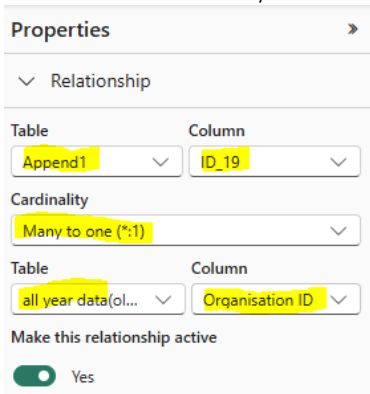 Properties
Relationship
Table Column
Append1 ID_19
Cardinality
Many to one (*:1)
Table Column
all year data(ol... Organisation ID
Make this relationship active
Yes